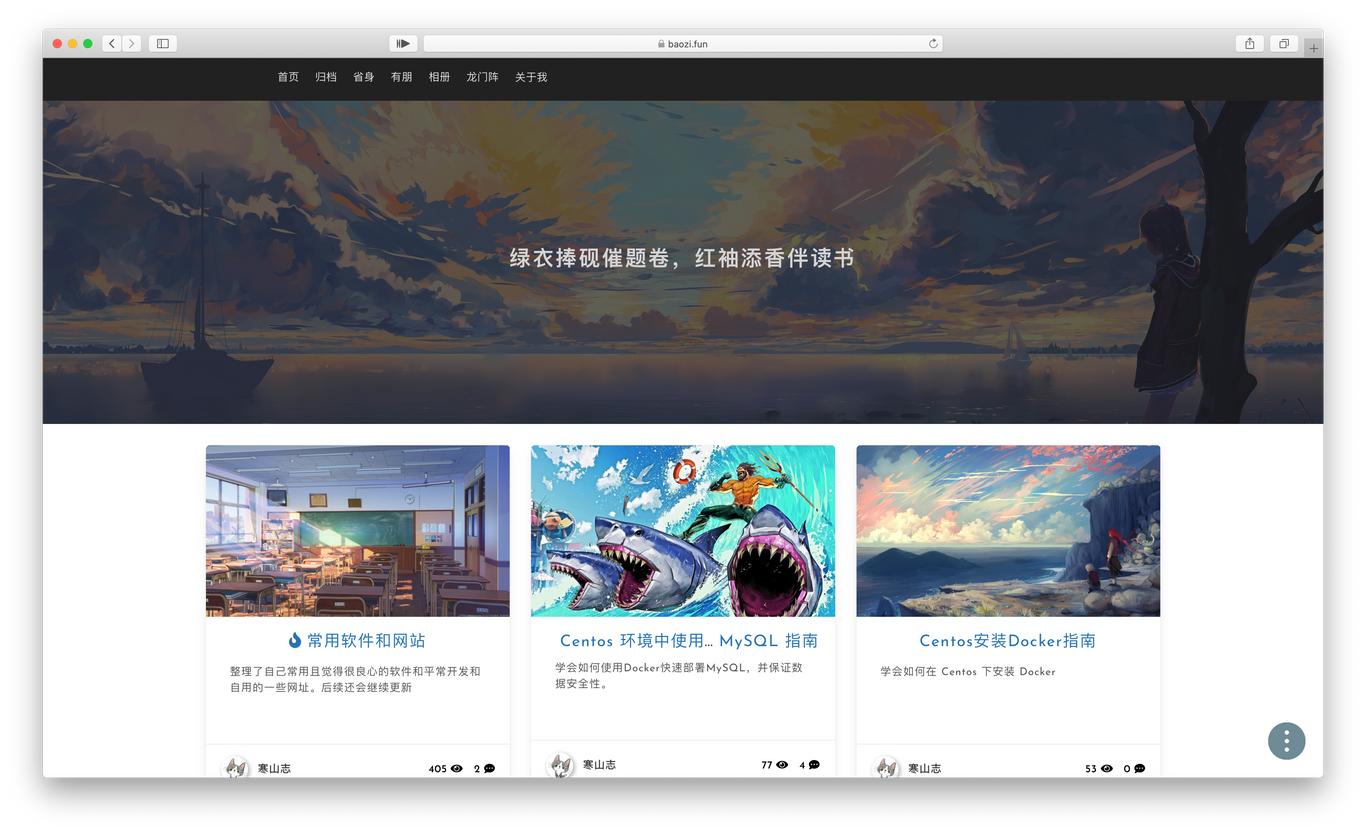 baozi.fun
首页 归档 省身 有朋 相册 龙门阵 关于我
绿衣捧砚催题卷，红袖添香伴读书
常用软件和网站
整理了自己常用且觉得很良心的软件和平常开发和
自用的一些网址。后续还会继续更新
寒山志 405 2
Centos 环境中使用… MySQL 指南
学会如何使用Docker快速部署MySQL，并保证数
据安全性。
寒山志 77 4
Centos安装Docker指南
学会如何在 Centos 下安装 Docker
寒山志 53 0